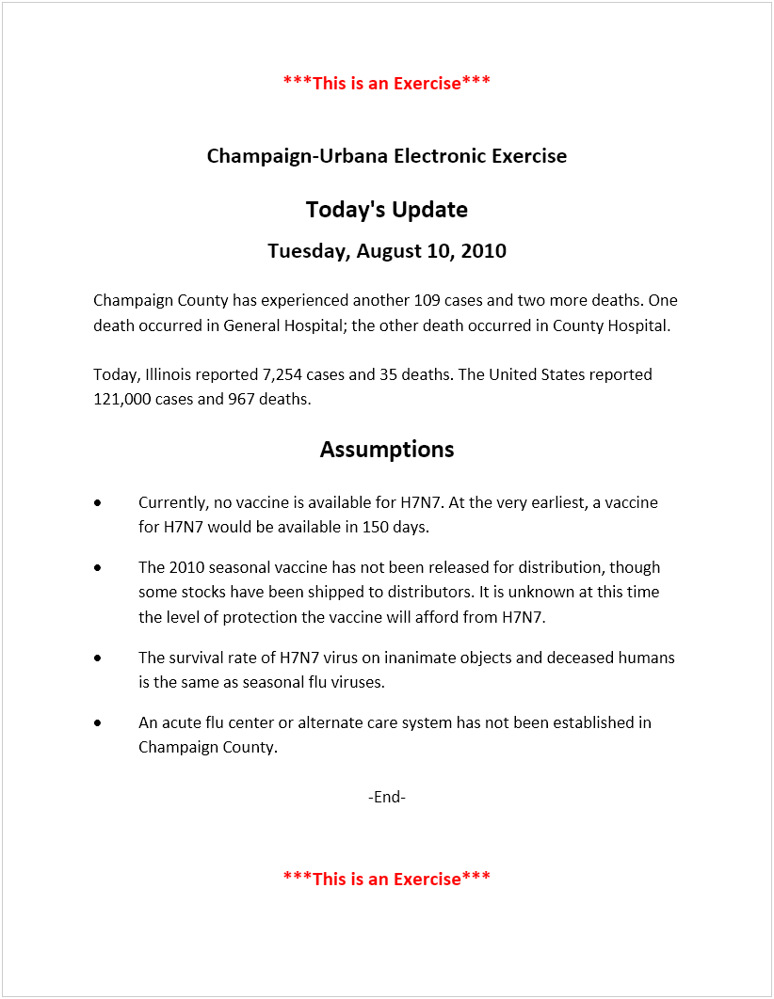 ***This is an Exercise***
Champaign-Urbana Electronic Exercise
Today's Update
Tuesday, August 10, 2010
Champaign County has experienced another 109 cases and two more deaths. One
death occurred in General Hospital; the other death occurred in County Hospital.
Today, Illinois reported 7,254 cases and 35 deaths. The United States reported
121,000 cases and 967 deaths.
Assumptions
• Currently, no vaccine is available for H7N7. At the very earliest, a vaccine
for H7N7 would be available in 150 days.
• The 2010 seasonal vaccine has not been released for distribution, though
some stocks have been shipped to distributors. It is unknown at this time
the level of protection the vaccine will afford from H7N7.
• The survival rate of H7N7 virus on inanimate objects and deceased humans
is the same as seasonal flu viruses.
• An acute flu center or alternate care system has not been established in
Champaign County.
-End-
***This is an Exercise***